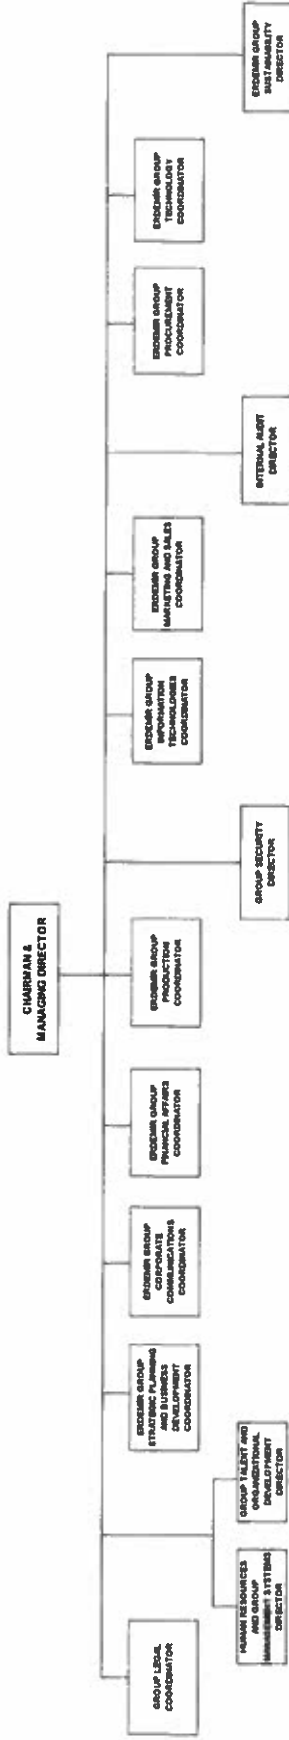 CHAIRMAN &
MANAGING DIRECTOR
GROUP LEGAL
COORDINATOR
HUMAN RESOURCES
AND GROUP
MANAGEMENT SYSTEMS
DIRECTOR
GROUP TALENT AND
ORGANIZATIONAL
DEVELOPMENT
DIRECTOR
ERDEMIR GROUP
STRATEGIC PLANNING
AND BUSINESS
DEVELOPMENT
COORDINATOR
ERDEMIR GROUP
CORPORATE
COMMUNICATIONS
COORDINATOR
ERDEMIR GROUP
FINANCIAL AFFAIRS
COORDINATOR
ERDEMIR GROUP
PRODUCTION
COORDINATOR
GROUP SECURITY
DIRECTOR
ERDEMIR GROUP
INFORMATION
TECHNOLOGIES
COORDINATOR
ERDEMIR GROUP
MARKETING AND SALES
COORDINATOR
INTERNAL AUDIT
DIRECTOR
ERDEMIR GROUP
PROCUREMENT
COORDINATOR
ERDEMIR GROUP
TECHNOLOGY
COORDINATOR
ERDEMIR GROUP
SUSTAINABILITY
DIRECTOR